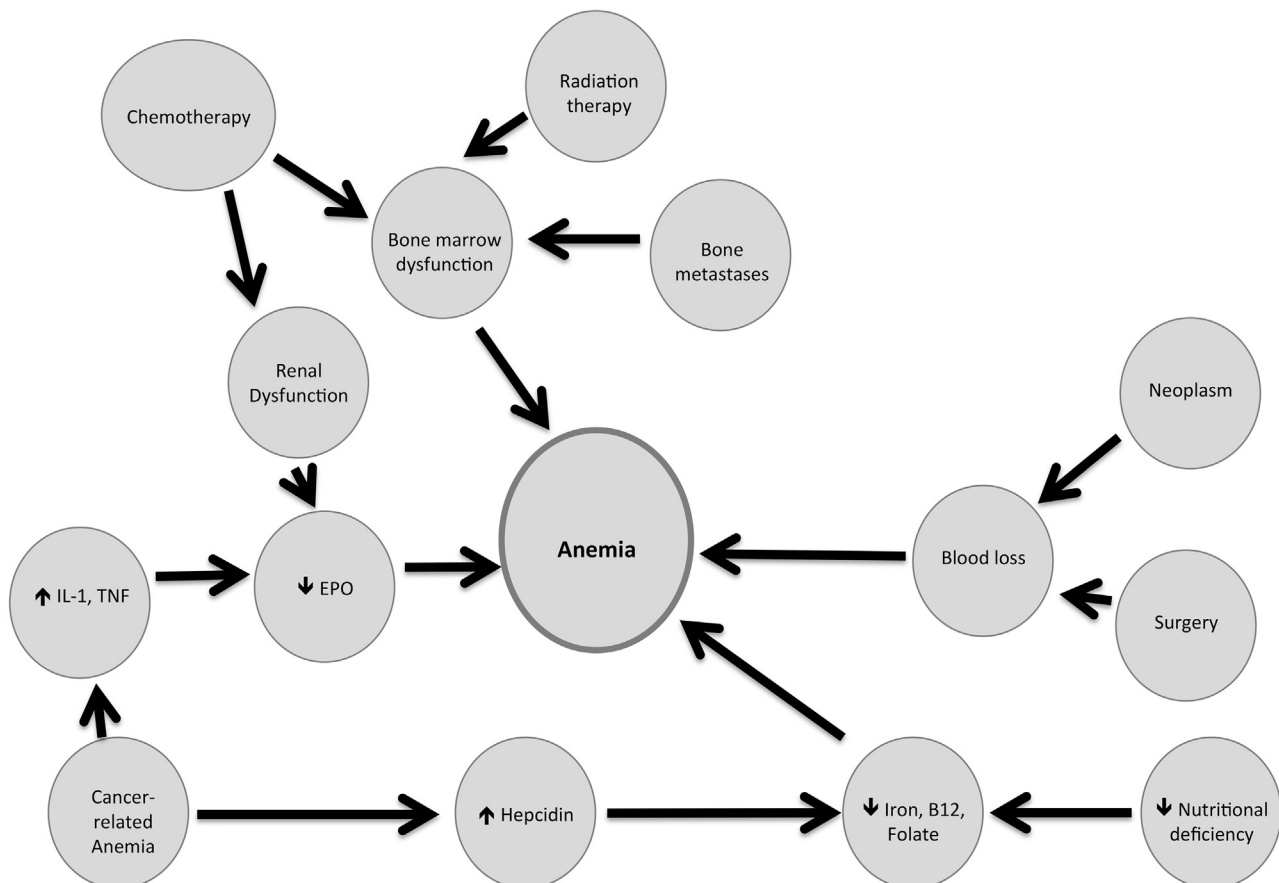 Radiation
therapy
Chemotherapy
Bone marrow
dysfunction
Bone
metastases
Renal
Dysfunction
Neoplasm
Anemia
Blood loss
↑ IL-1, TNF
↓ EPO
Surgery
Cancer-
related
Anemia
↑ Hepcidin
↓ Iron, B12,
Folate
↓ Nutritional
deficiency